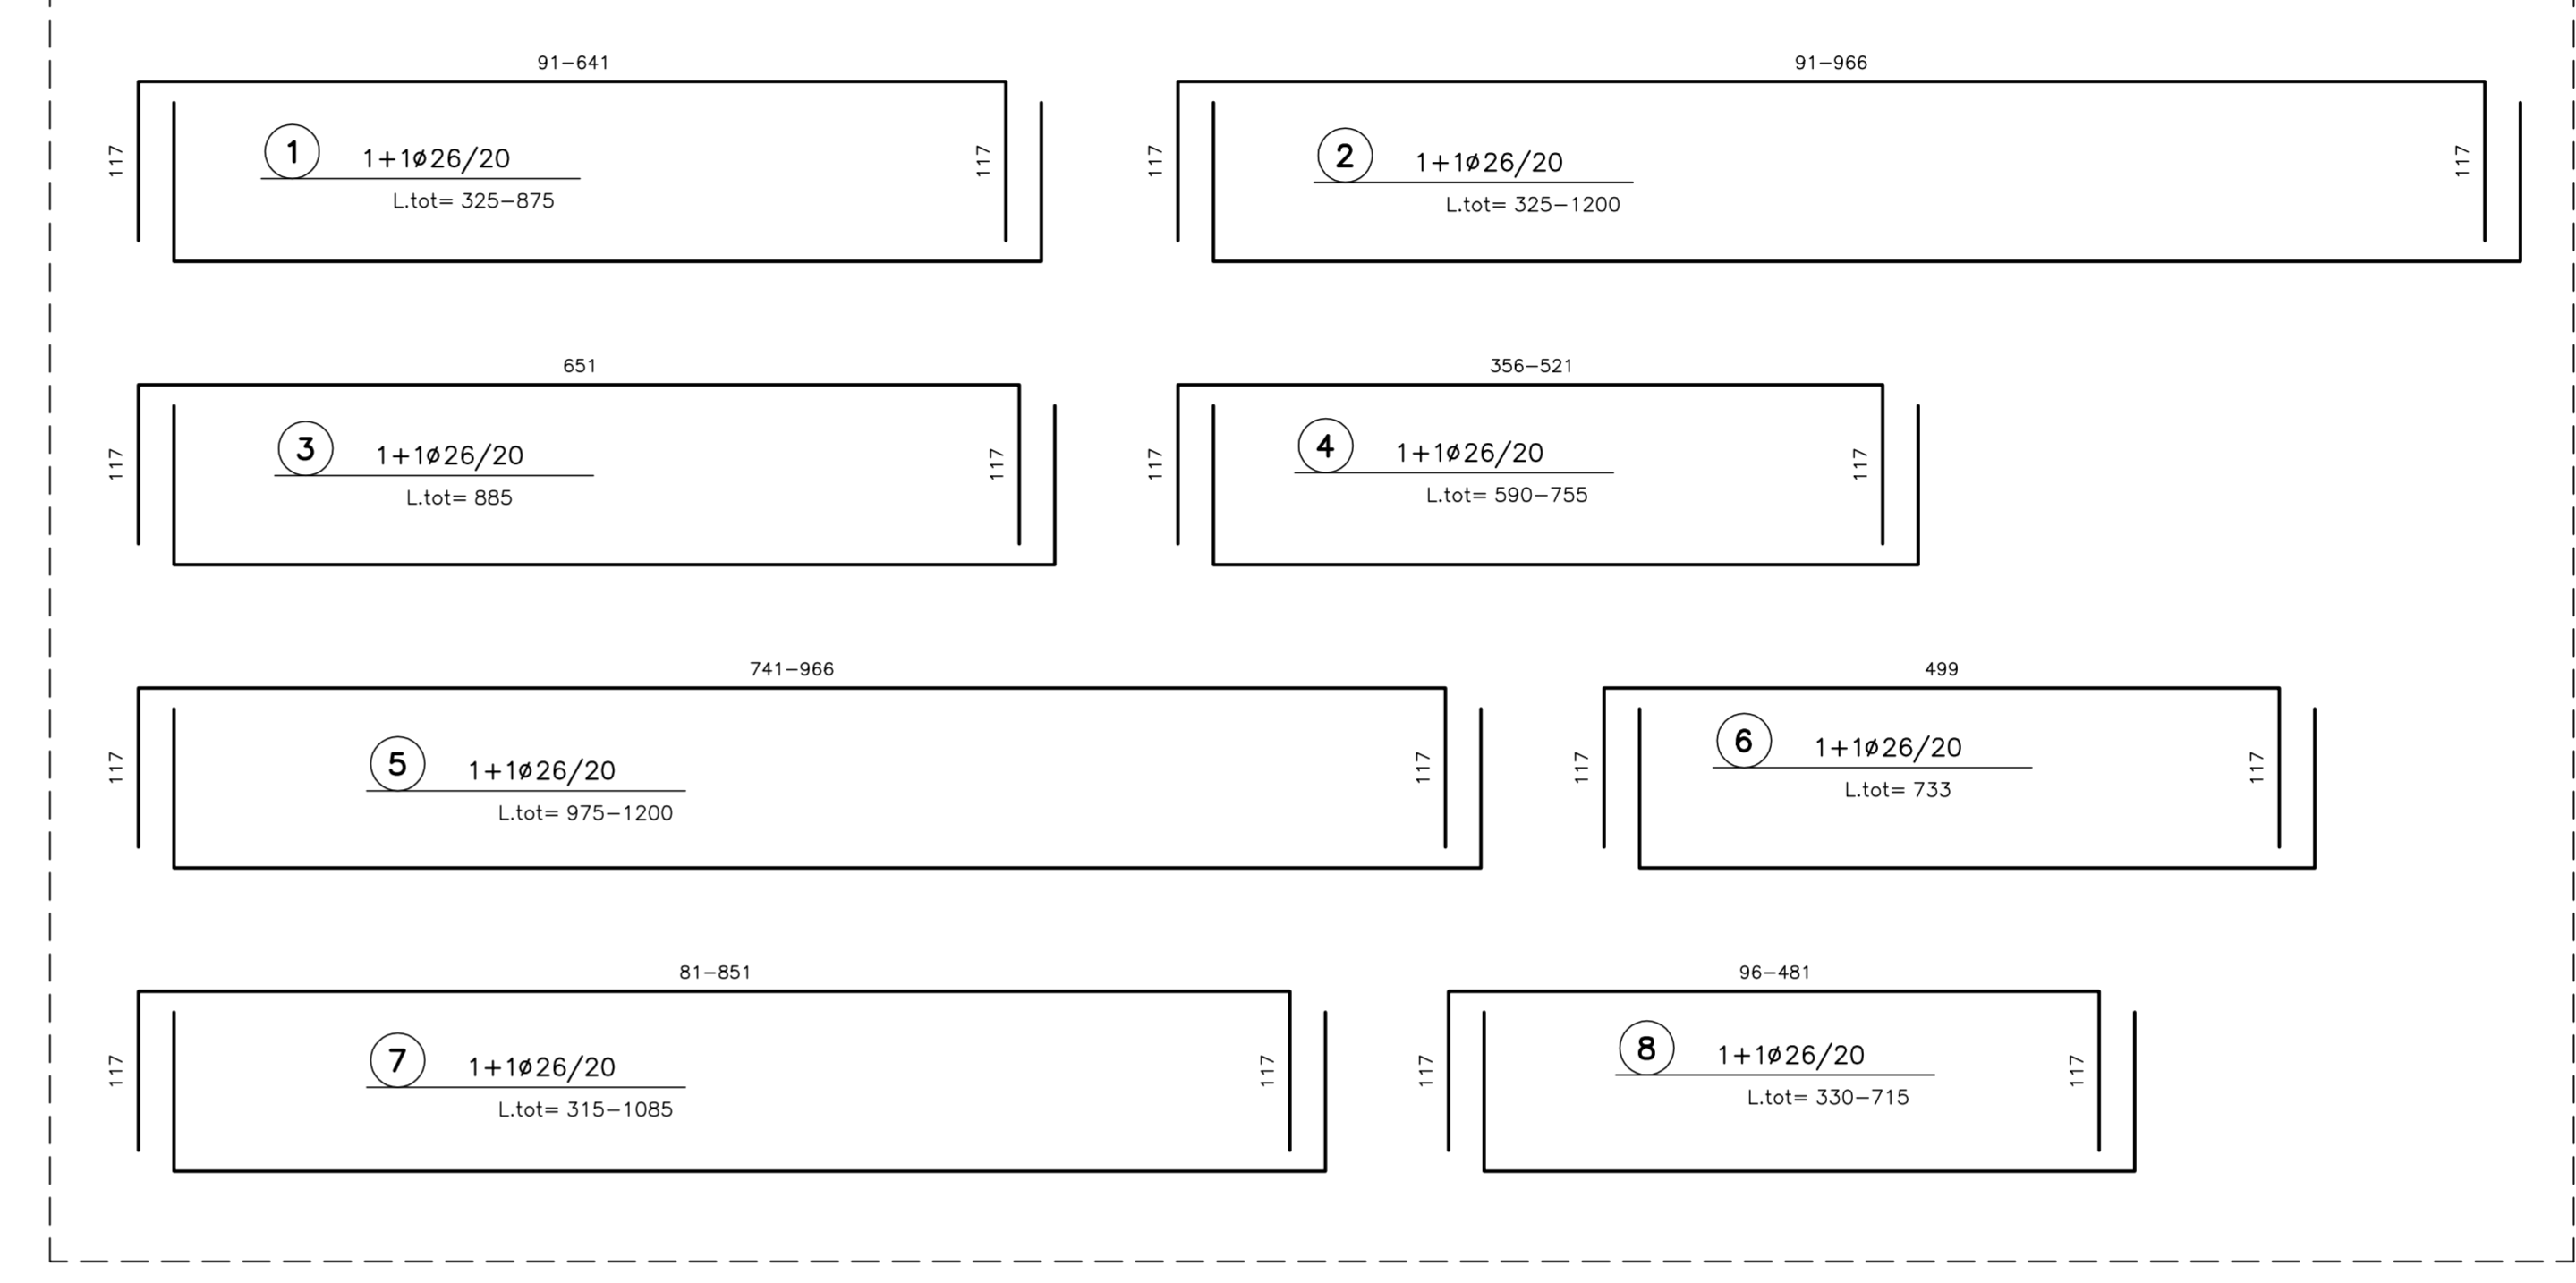 91-641
117
1
1+1ø26/20
117
L.tot= 325-875
91-966
117
2
1+1ø26/20
117
L.tot= 325-1200
651
117
3
1+1ø26/20
117
L.tot= 885
356-521
117
4
1+1ø26/20
117
L.tot= 590-755
741-966
117
5
1+1ø26/20
117
L.tot= 975-1200
499
117
6
1+1ø26/20
117
L.tot= 733
81-851
117
7
1+1ø26/20
117
L.tot= 315-1085
96-481
117
8
1+1ø26/20
117
L.tot= 330-715